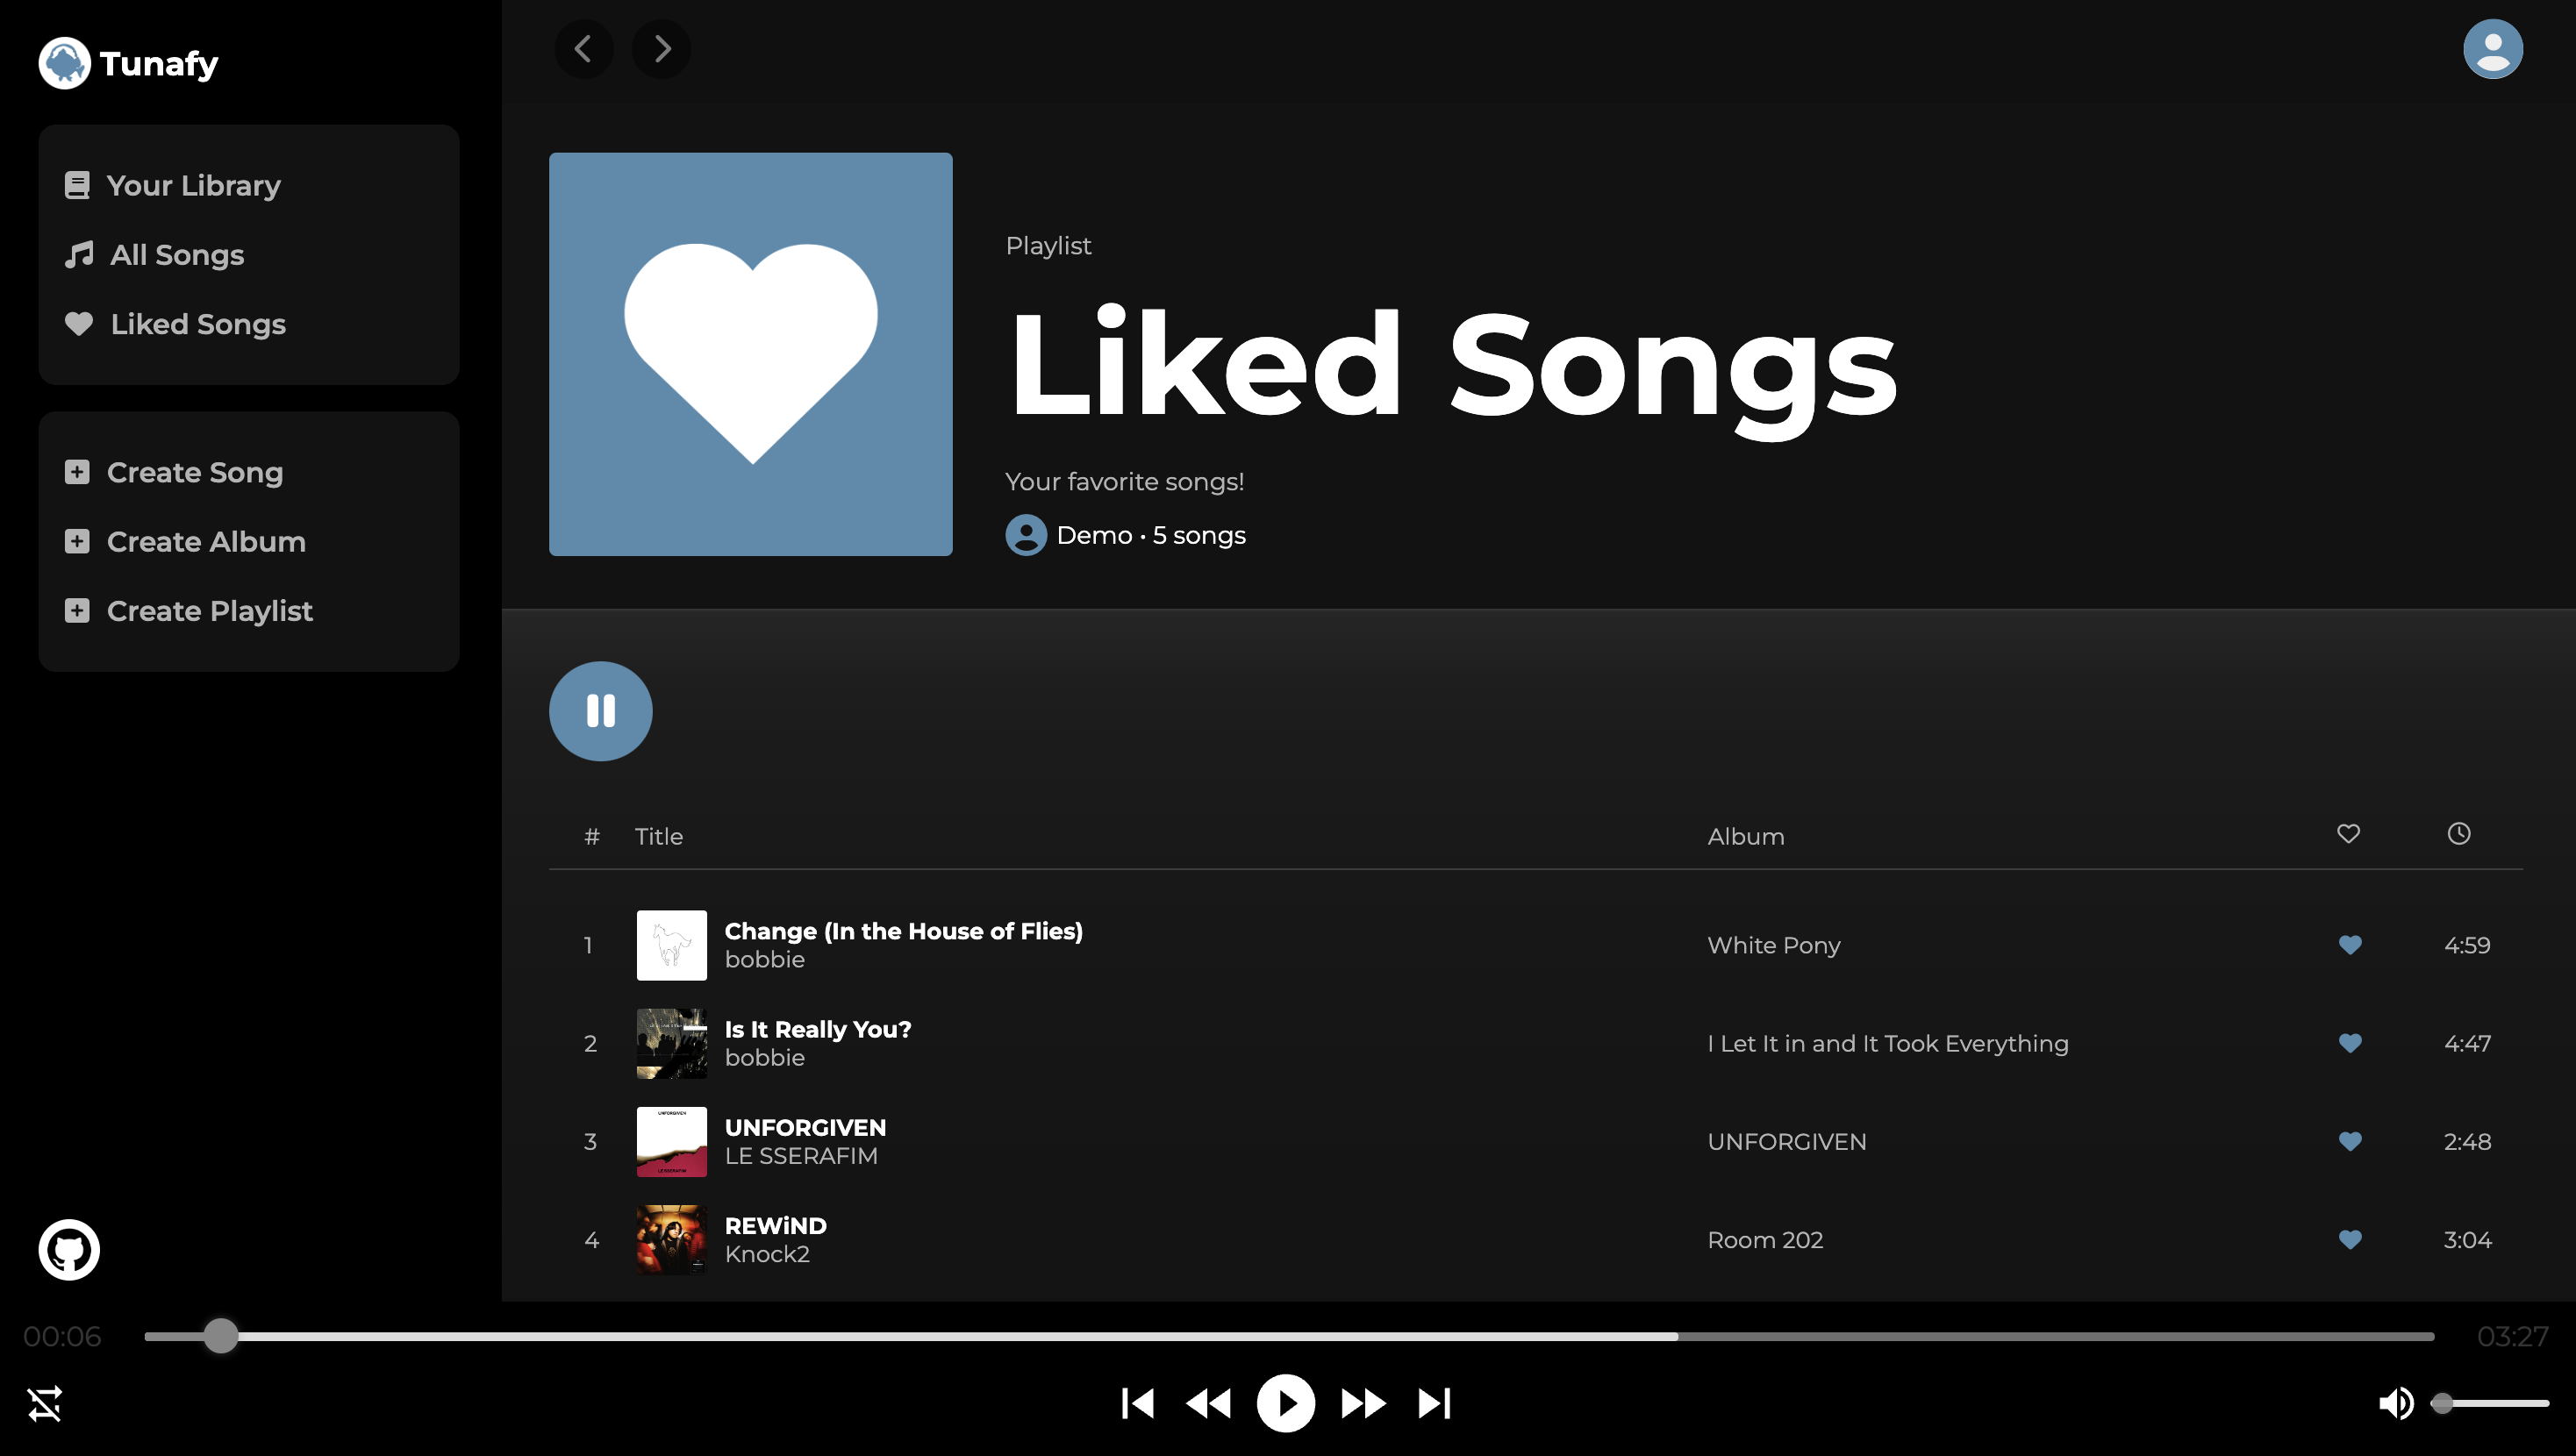 Tunafy
Your Library
All Songs
Liked Songs
Create Song
Create Album
Create Playlist
Playlist
Liked Songs
Your favorite songs!
Demo • 5 songs
# Title Album
1 Change (In the House of Flies) White Pony 4:59
bobbie
2 Is It Really You? I Let It in and It Took Everything 4:47
bobbie
UNFORGIVEN
3 UNFORGIVEN UNFORGIVEN 2:48
LE SSERAFIM
LE SSERAFIM
4 REWiND Room 202 3:04
Knock2
00:06 03:27